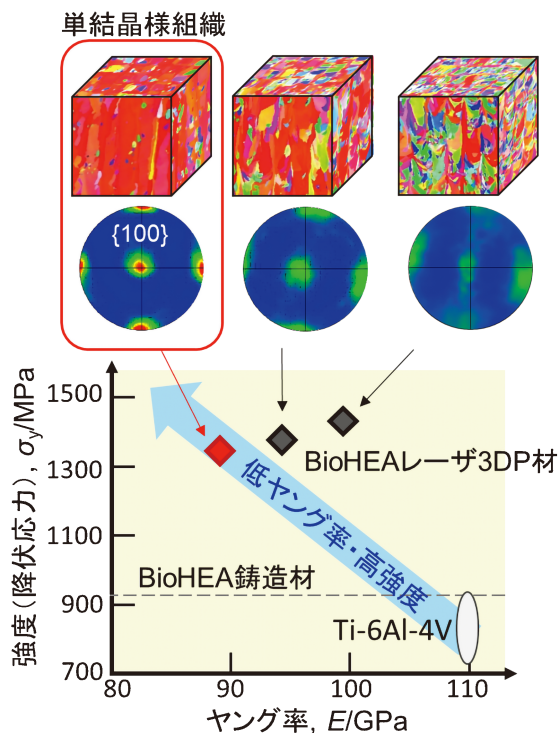 単結晶様組織
{100}
強度(降伏応力), σy/MPa
1500
1300
1100
900
700
BioHEAレーザ3DP材
低ヤング率・高強度
BioHEA鋳造材
Ti-6Al-4V
80
90
100
110
ヤング率, E/GPa